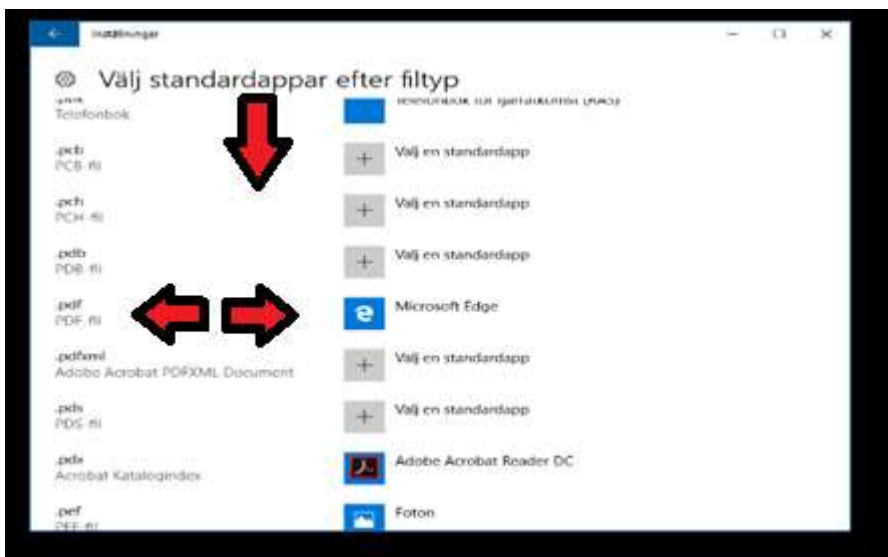 Inställningar
Välj standardappar efter filtyp
Telefonbok
.pcb
PCB-fil
Välj en standardapp
.pch
PCH-fil
Välj en standardapp
.pdb
PDB-fil
Välj en standardapp
.pdf
PDF-fil
Microsoft Edge
.pdfxml
Adobe Acrobat PDFXML Document
Välj en standardapp
.pds
PDS-fil
Välj en standardapp
.pdx
Acrobat Katalogindex
Adobe Acrobat Reader DC
.pef
PEF-fil
Foton